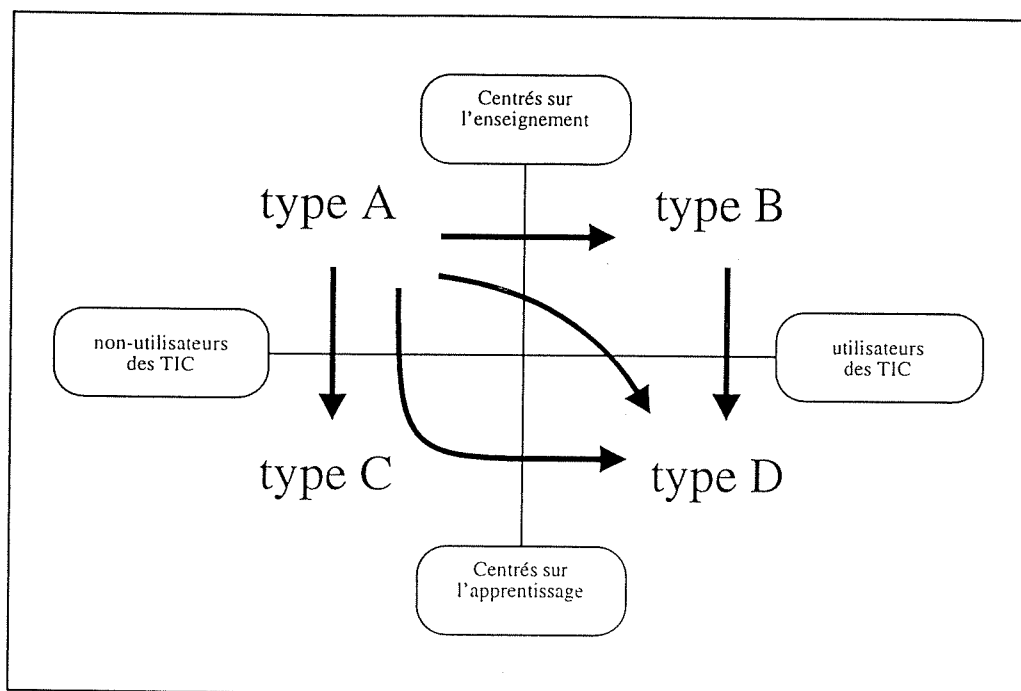 Centrés sur
l'enseignement
type A
type B
non-utilisateurs
des TIC
utilisateurs
des TIC
type C
type D
Centrés sur
l'apprentissage